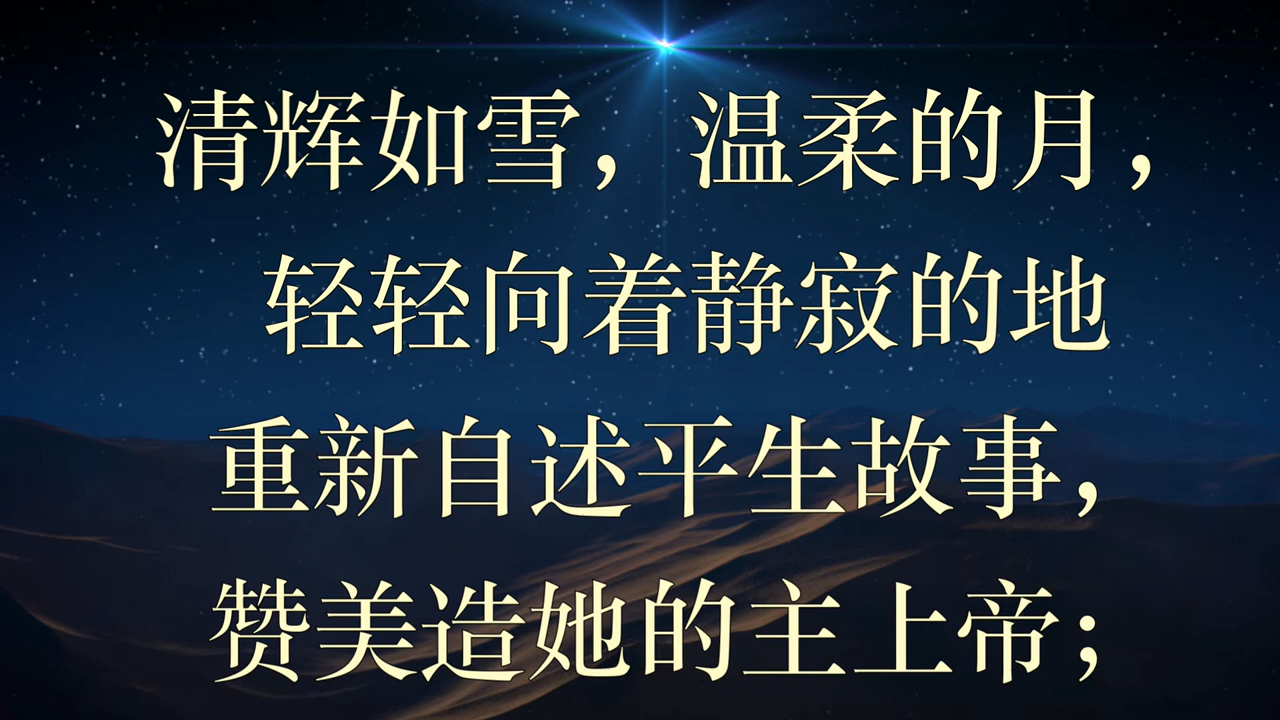 清辉如雪，温柔的月，
轻轻向着静寂的地
重新自述平生故事，
赞美造她的主上帝；